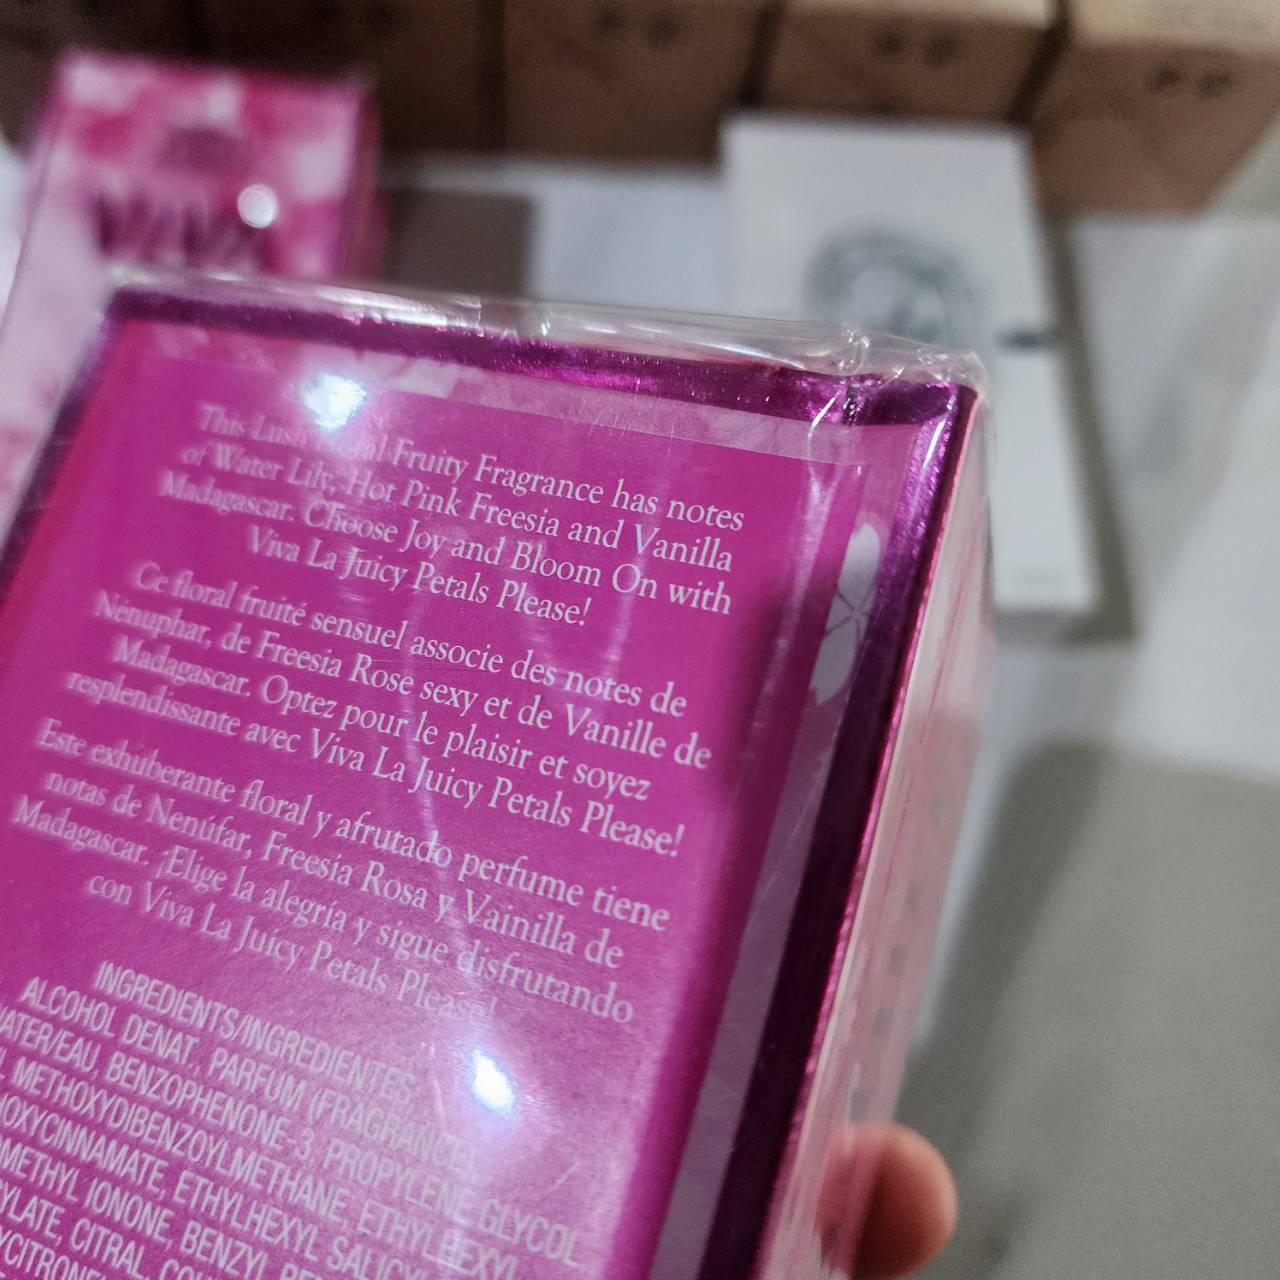 VIVA
This Lush Fruity Fragrance has notes
of Water Lily, Hot Pink Freesia and Vanilla
Madagascar. Choose Joy and Bloom On with
Viva La Juicy Petals Please!
Ce floral fruité sensuel associe des notes de
Nénuphar, de Freesia Rose sexy et de Vanille de
Madagascar. Optez pour le plaisir et soyez
resplendissante avec Viva La Juicy Petals Please!
Este exhuberante floral y afrutado perfume tiene
notas de Nenúfar, Freesia Rosa y Vainilla de
Madagascar. ¡Elige la alegría y sigue disfrutando
con Viva La Juicy Petals Please!
INGREDIENTS/INGREDIENTES:
ALCOHOL DENAT, PARFUM (FRAGRANCE),
WATER/EAU, BENZOPHENONE-3, PROPYLENE GLYCOL,
METHOXYDIBENZOYLMETHANE, ETHYLHEXYL
ETHYLHEXYL
IONONE, BENZYL
CITRAL,